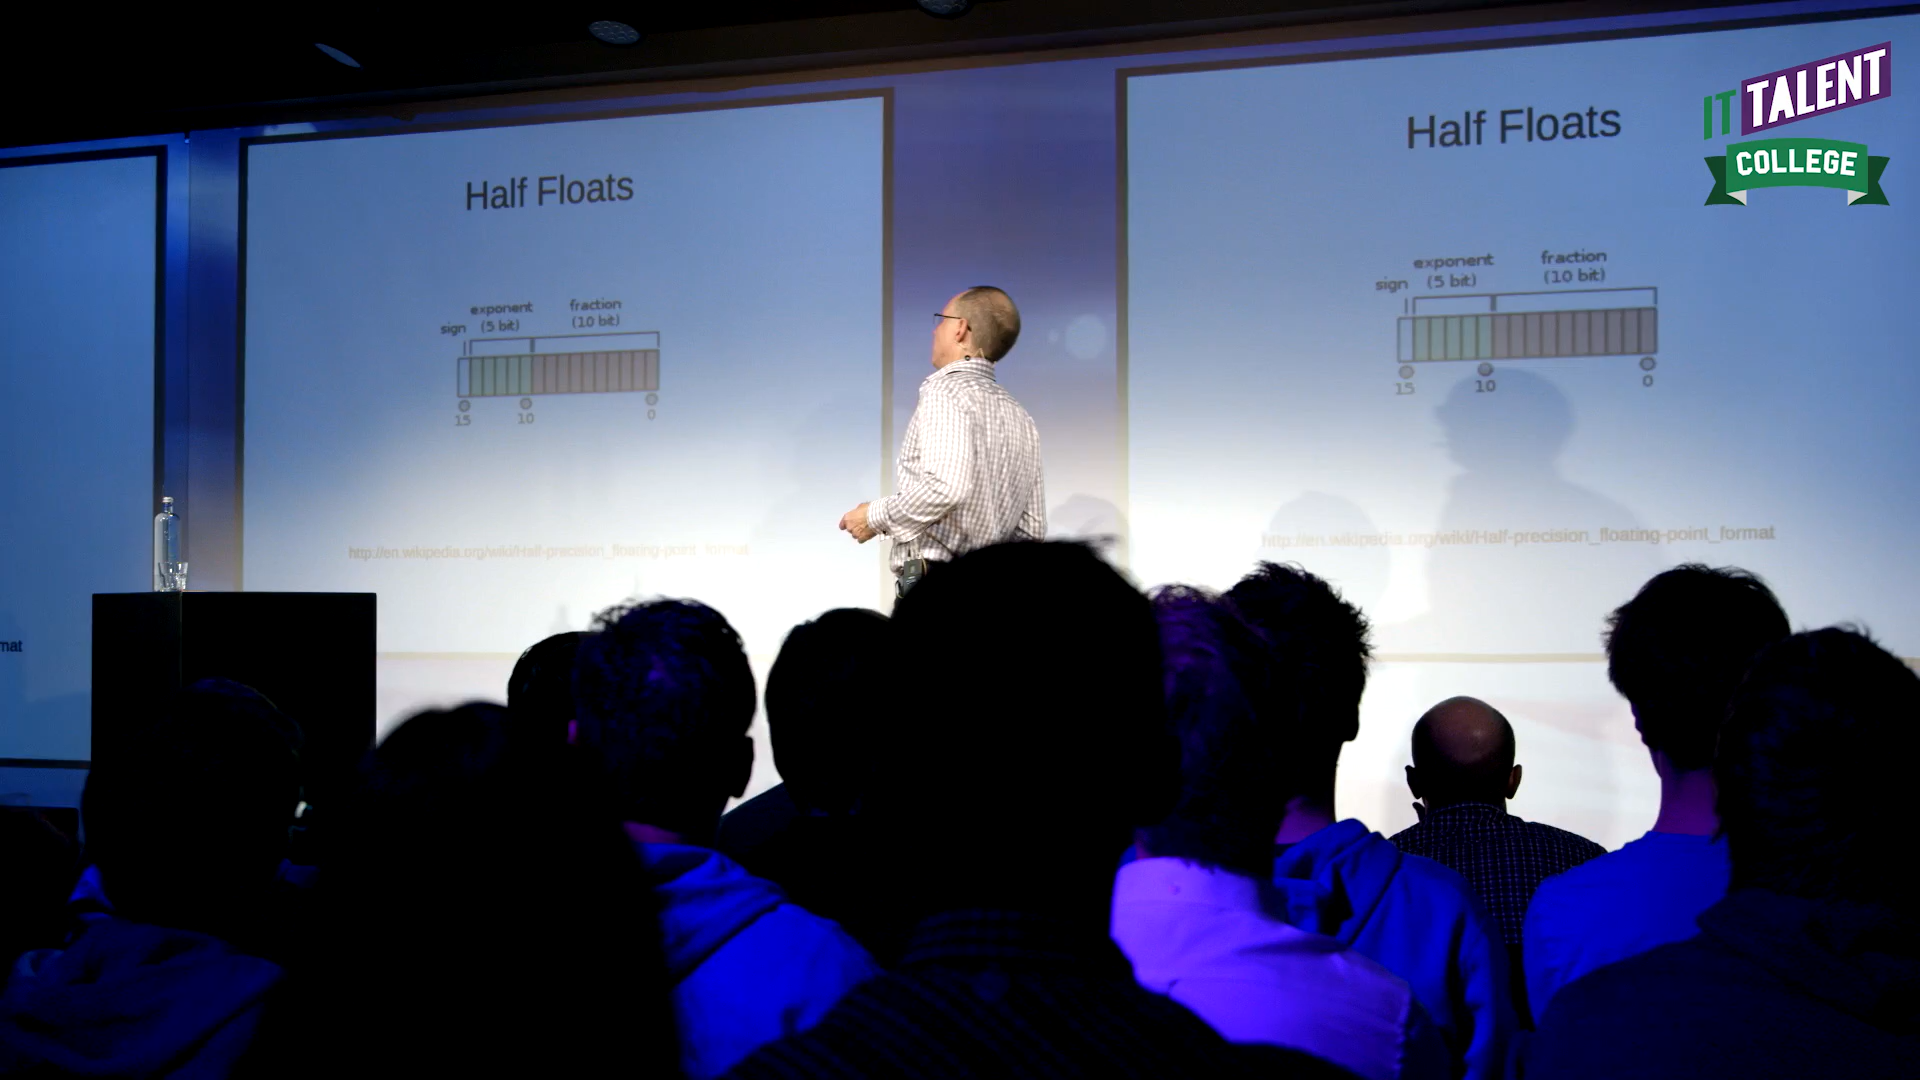 Half Floats
exponent
(5 bit)
fraction
(10 bit)
sign
15
10
0
http://en.wikipedia.org/wiki/Half-precision_floating-point_format
mat
Half Floats
exponent
(5 bit)
fraction
(10 bit)
sign
15
10
0
http://en.wikipedia.org/wiki/Half-precision_floating-point_format
IT TALENT
COLLEGE